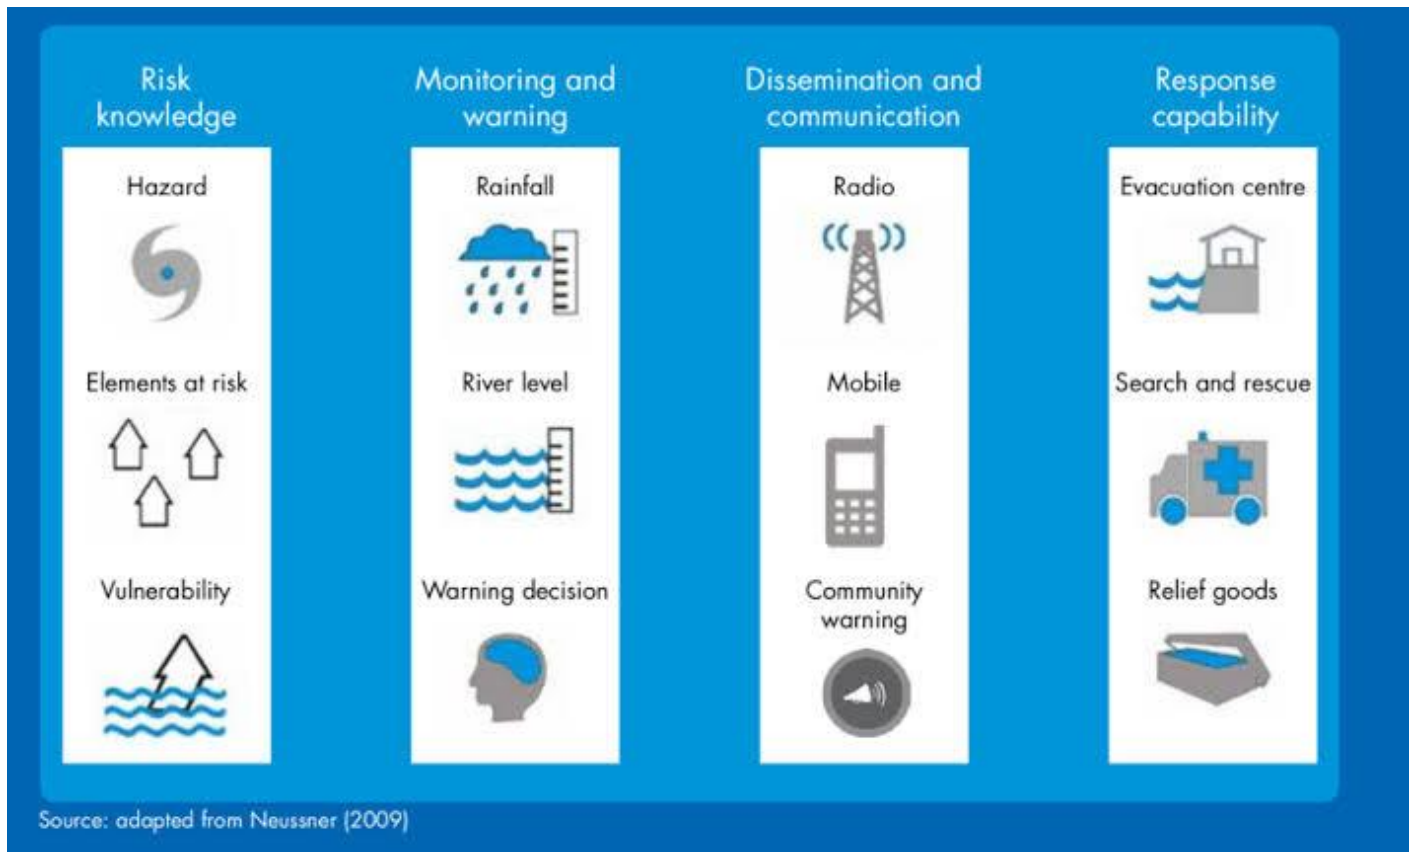 Risk
knowledge
Monitoring and
warning
Dissemination and
communication
Response
capability
Hazard
Elements at risk
Vulnerability
Rainfall
River level
Warning decision
Radio
Mobile
Community
warning
Evacuation centre
Search and rescue
Relief goods
Source: adapted from Neussner (2009)